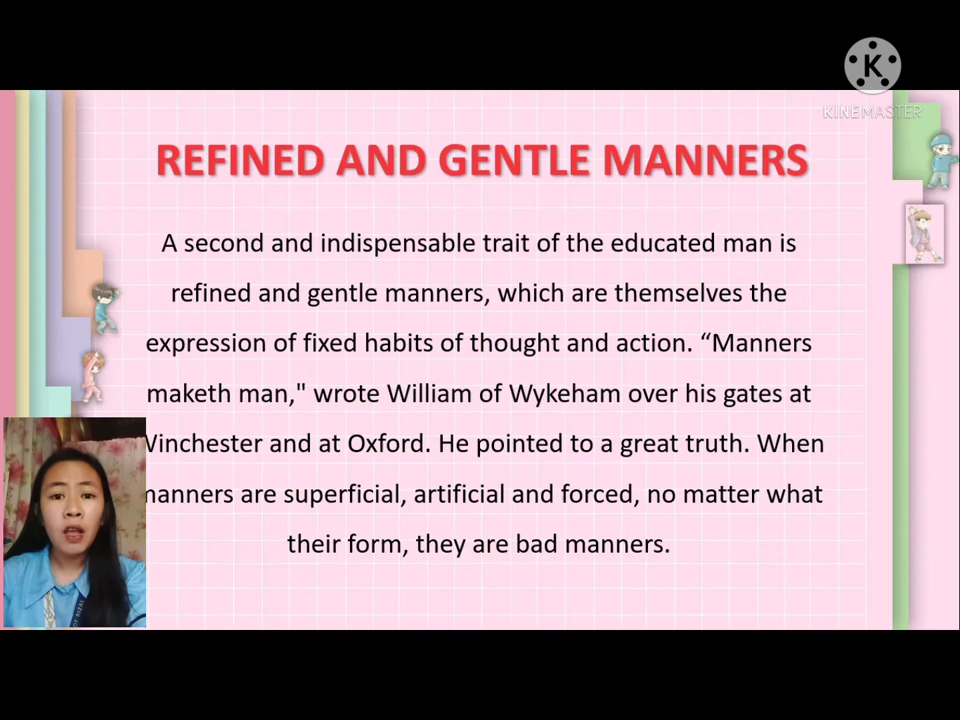 K
KINEMASTER
REFINED AND GENTLE MANNERS
A second and indispensable trait of the educated man is
refined and gentle manners, which are themselves the
expression of fixed habits of thought and action. “Manners
maketh man," wrote William of Wykeham over his gates at
Winchester and at Oxford. He pointed to a great truth. When
manners are superficial, artificial and forced, no matter what
their form, they are bad manners.